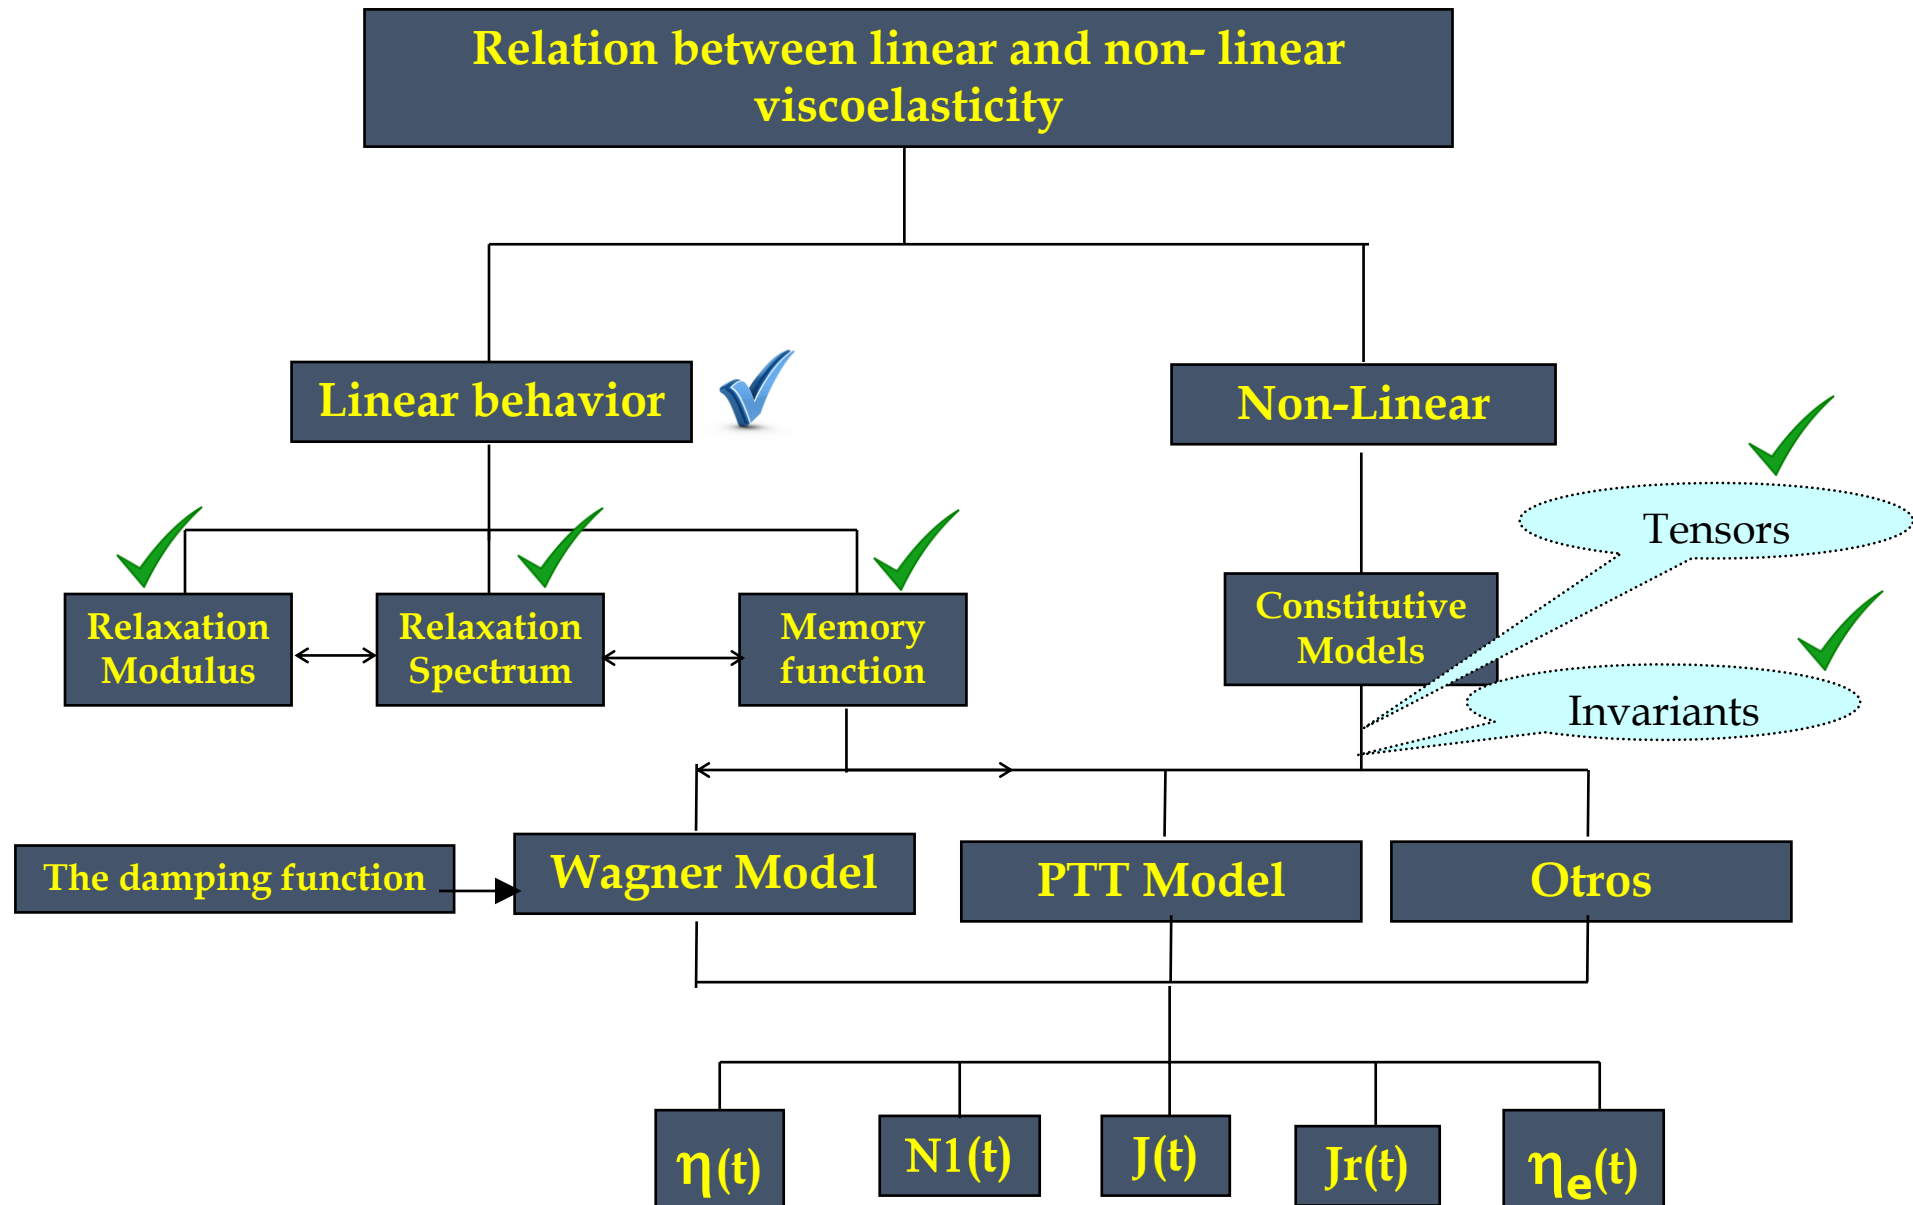 Relation between linear and non- linear
viscoelasticity
Linear behavior
Non-Linear
Tensors
Relaxation
Modulus
Relaxation
Spectrum
Memory
function
Constitutive
Models
Invariants
The damping function
Wagner Model
PTT Model
Otros
η(t)
N1(t)
J(t)
Jr(t)
ηe(t)